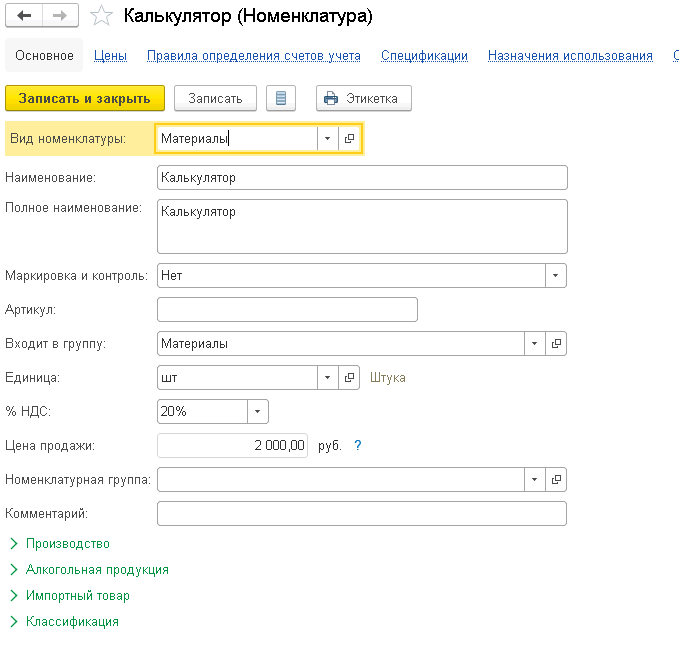 Калькулятор (Номенклатура)
Основное Цены Правила определения счетов учета Спецификации Назначения использования
Записать и закрыть Записать Этикетка
Вид номенклатуры: Материалы
Наименование: Калькулятор
Полное наименование: Калькулятор
Маркировка и контроль: Нет
Артикул:
Входит в группу: Материалы
Единица: шт Штука
% НДС: 20%
Цена продажи: 2 000,00 руб. ?
Номенклатурная группа:
Комментарий:
Производство
Алкогольная продукция
Импортный товар
Классификация